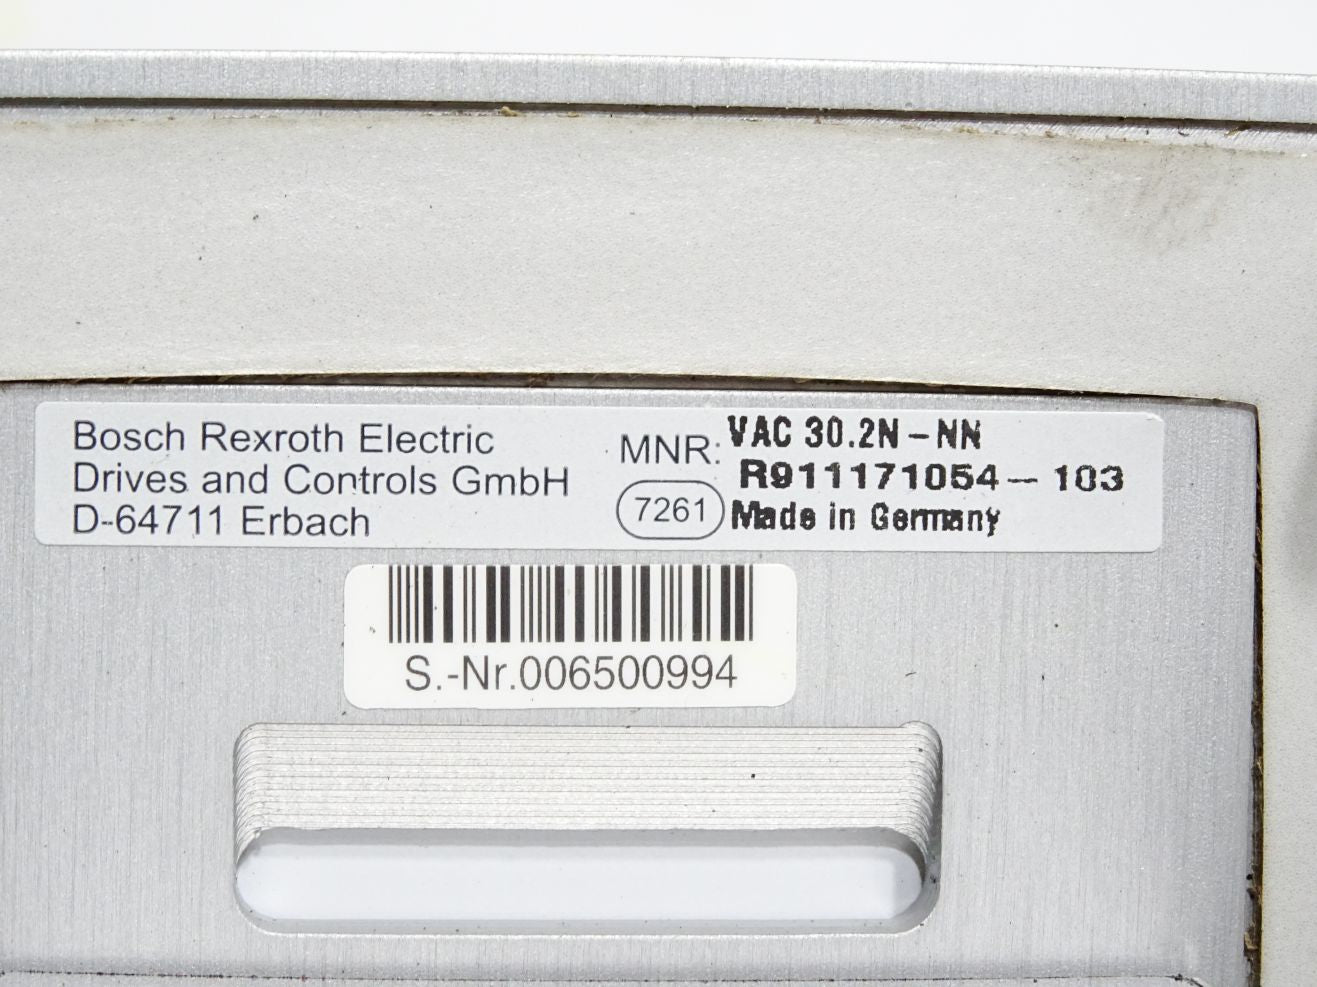 Bosch Rexroth Electric
Drives and Controls GmbH
D-64711 Erbach
MNR: VAC 30.2N-NN
R911171054-103
7261 Made in Germany
S.-Nr.006500994